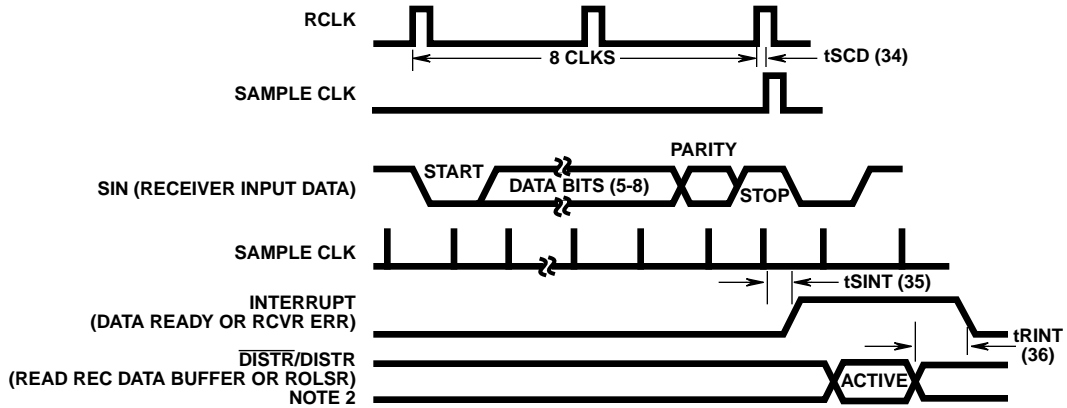 RCLK
8 CLKS
tSCD (34)
SAMPLE CLK
PARITY
START
SIN (RECEIVER INPUT DATA)
DATA BITS (5-8)
STOP
SAMPLE CLK
tSINT (35)
INTERRUPT
(DATA READY OR RCVR ERR)
tRINT
(36)
DISTR/DISTR
(READ REC DATA BUFFER OR ROLSR)
ACTIVE
NOTE 2